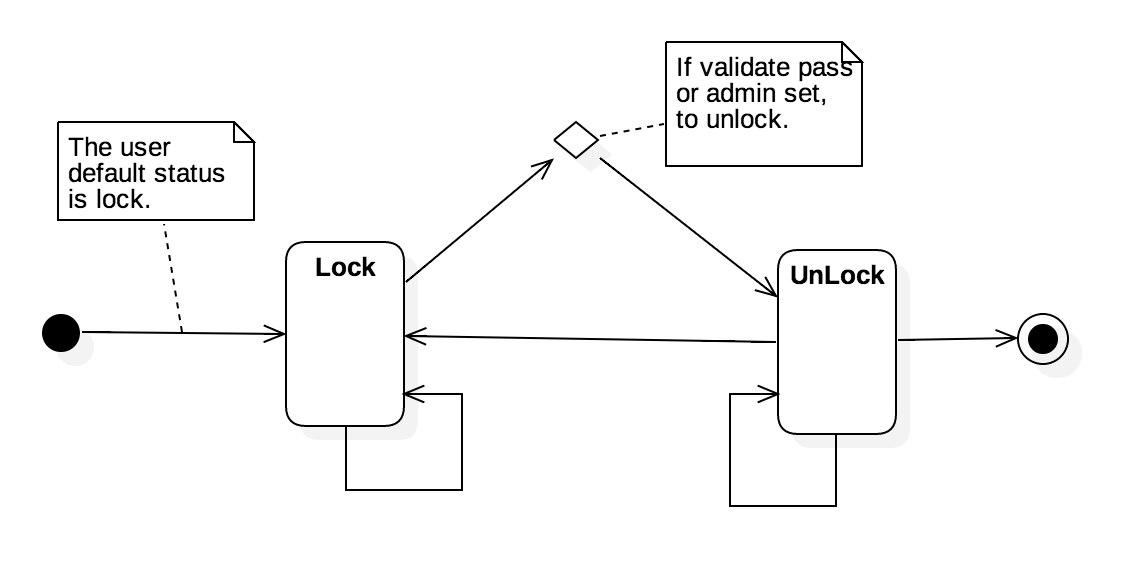 If validate pass
or admin set,
to unlock.
The user
default status
is lock.
Lock
UnLock